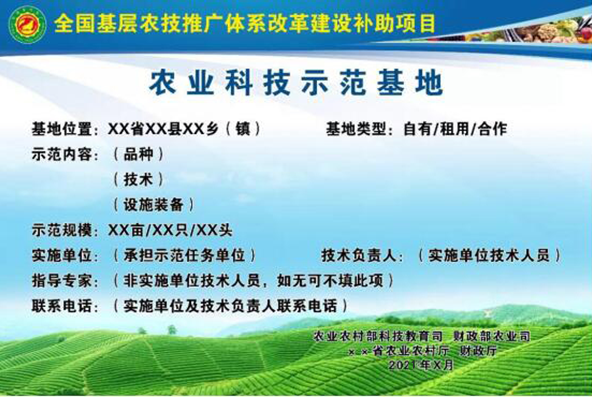 全国基层农技推广体系改革建设补助项目
农业科技示范基地
基地位置：XX省XX县XX乡（镇） 基地类型：自有/租用/合作
示范内容：（品种）
（技术）
（设施装备）
示范规模：XX亩/XX只/XX头
实施单位：（承担示范任务单位） 技术负责人：（实施单位技术人员）
指导专家：（非实施单位技术人员，如无可不填此项）
联系电话：（实施单位及技术负责人联系电话）
农业农村部科技教育司 财政部农业司
××省农业农村厅 财政厅
2021年X月